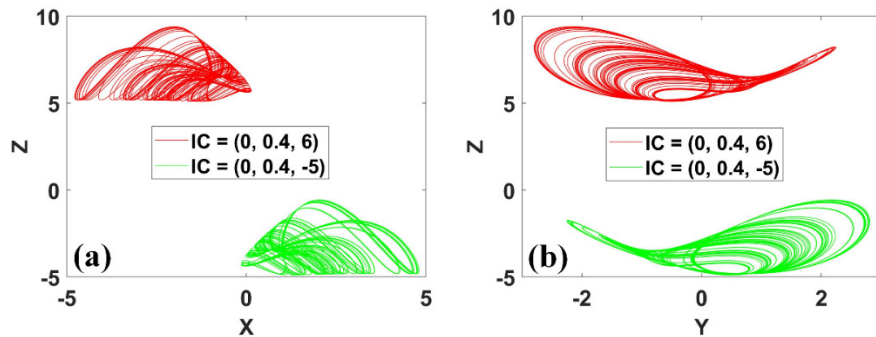 10
5
0
-5
Z
IC = (0, 0.4, 6)
IC = (0, 0.4, -5)
(a)
-5
0
5
X
10
5
0
-5
Z
IC = (0, 0.4, 6)
IC = (0, 0.4, -5)
(b)
-2
0
2
Y